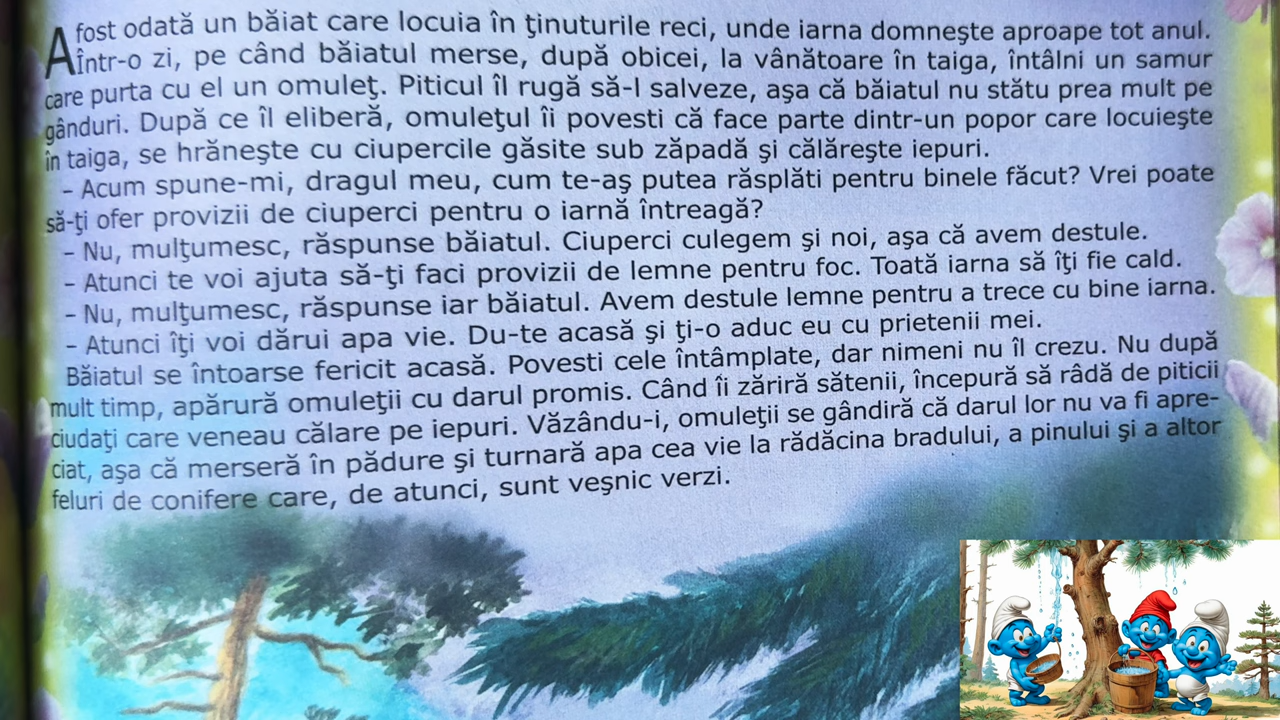 A fost odată un băiat care locuia în ţinuturile reci, unde iarna domneşte aproape tot anul.
Într-o zi, pe când băiatul merse, după obicei, la vânătoare în taiga, întâlni un samur
care purta cu el un omuleţ. Piticul îl rugă să-l salveze, aşa că băiatul nu stătu prea mult pe
gânduri. După ce îl eliberă, omuleţul îi povesti că face parte dintr-un popor care locuieşte
în taiga, se hrăneşte cu ciupercile găsite sub zăpadă şi călăreşte iepuri.
– Acum spune-mi, dragul meu, cum te-aş putea răsplăti pentru binele făcut? Vrei poate
să-ţi ofer provizii de ciuperci pentru o iarnă întreagă?
– Nu, mulţumesc, răspunse băiatul. Ciuperci culegem şi noi, aşa că avem destule.
– Atunci te voi ajuta să-ţi faci provizii de lemne pentru foc. Toată iarna să îţi fie cald.
– Nu, mulţumesc, răspunse iar băiatul. Avem destule lemne pentru a trece cu bine iarna.
– Atunci îţi voi dărui apa vie. Du-te acasă şi ţi-o aduc eu cu prietenii mei.
Băiatul se întoarse fericit acasă. Povesti cele întâmplate, dar nimeni nu îl crezu. Nu după
mult timp, apărură omuleţii cu darul promis. Când îi zăriră sătenii, începură să râdă de piticii
ciudaţi care veneau călare pe iepuri. Văzându-i, omuleţii se gândiră că darul lor nu va fi apre-
ciat, aşa că merseră în pădure şi turnară apa cea vie la rădăcina bradului, a pinului şi a altor
feluri de conifere care, de atunci, sunt veşnic verzi.